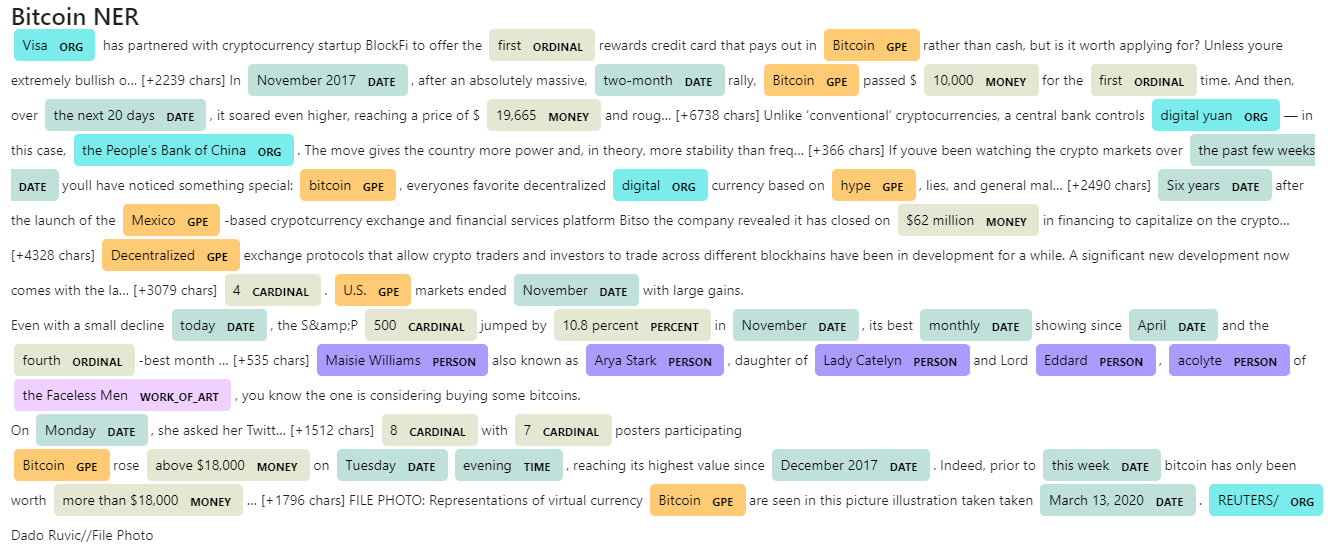 Bitcoin NER
Visa ORG has partnered with cryptocurrency startup BlockFi to offer the first ORDINAL rewards credit card that pays out in Bitcoin GPE rather than cash, but is it worth applying for? Unless youre
extremely bullish o... [+2239 chars] In November 2017 DATE , after an absolutely massive, two-month DATE rally, Bitcoin GPE passed $ 10,000 MONEY for the first ORDINAL time. And then,
over the next 20 days DATE , it soared even higher, reaching a price of $ 19,665 MONEY and roug... [+6738 chars] Unlike ‘conventional’ cryptocurrencies, a central bank controls digital yuan ORG — in
this case, the People’s Bank of China ORG . The move gives the country more power and, in theory, more stability than freq... [+366 chars] If youve been watching the crypto markets over the past few weeks
DATE youll have noticed something special: bitcoin GPE , everyones favorite decentralized digital ORG currency based on hype GPE , lies, and general mal... [+2490 chars] Six years DATE after
the launch of the Mexico GPE -based crypotcurrency exchange and financial services platform Bitso the company revealed it has closed on $62 million MONEY in financing to capitalize on the crypto...
[+4328 chars] Decentralized GPE exchange protocols that allow crypto traders and investors to trade across different blockhains have been in development for a while. A significant new development now
comes with the la... [+3079 chars] 4 CARDINAL . U.S. GPE markets ended November DATE with large gains.
Even with a small decline today DATE , the S&amp;P 500 CARDINAL jumped by 10.8 percent PERCENT in November DATE , its best monthly DATE showing since April DATE and the
fourth ORDINAL -best month ... [+535 chars] Maisie Williams PERSON also known as Arya Stark PERSON , daughter of Lady Catelyn PERSON and Lord Eddard PERSON , acolyte PERSON of
the Faceless Men WORK_OF_ART , you know the one is considering buying some bitcoins.
On Monday DATE , she asked her Twitt... [+1512 chars] 8 CARDINAL with 7 CARDINAL posters participating
Bitcoin GPE rose above $18,000 MONEY on Tuesday DATE evening TIME , reaching its highest value since December 2017 DATE . Indeed, prior to this week DATE bitcoin has only been
worth more than $18,000 MONEY ... [+1796 chars] FILE PHOTO: Representations of virtual currency Bitcoin GPE are seen in this picture illustration taken taken March 13, 2020 DATE . REUTERS/ ORG
Dado Ruvic//File Photo